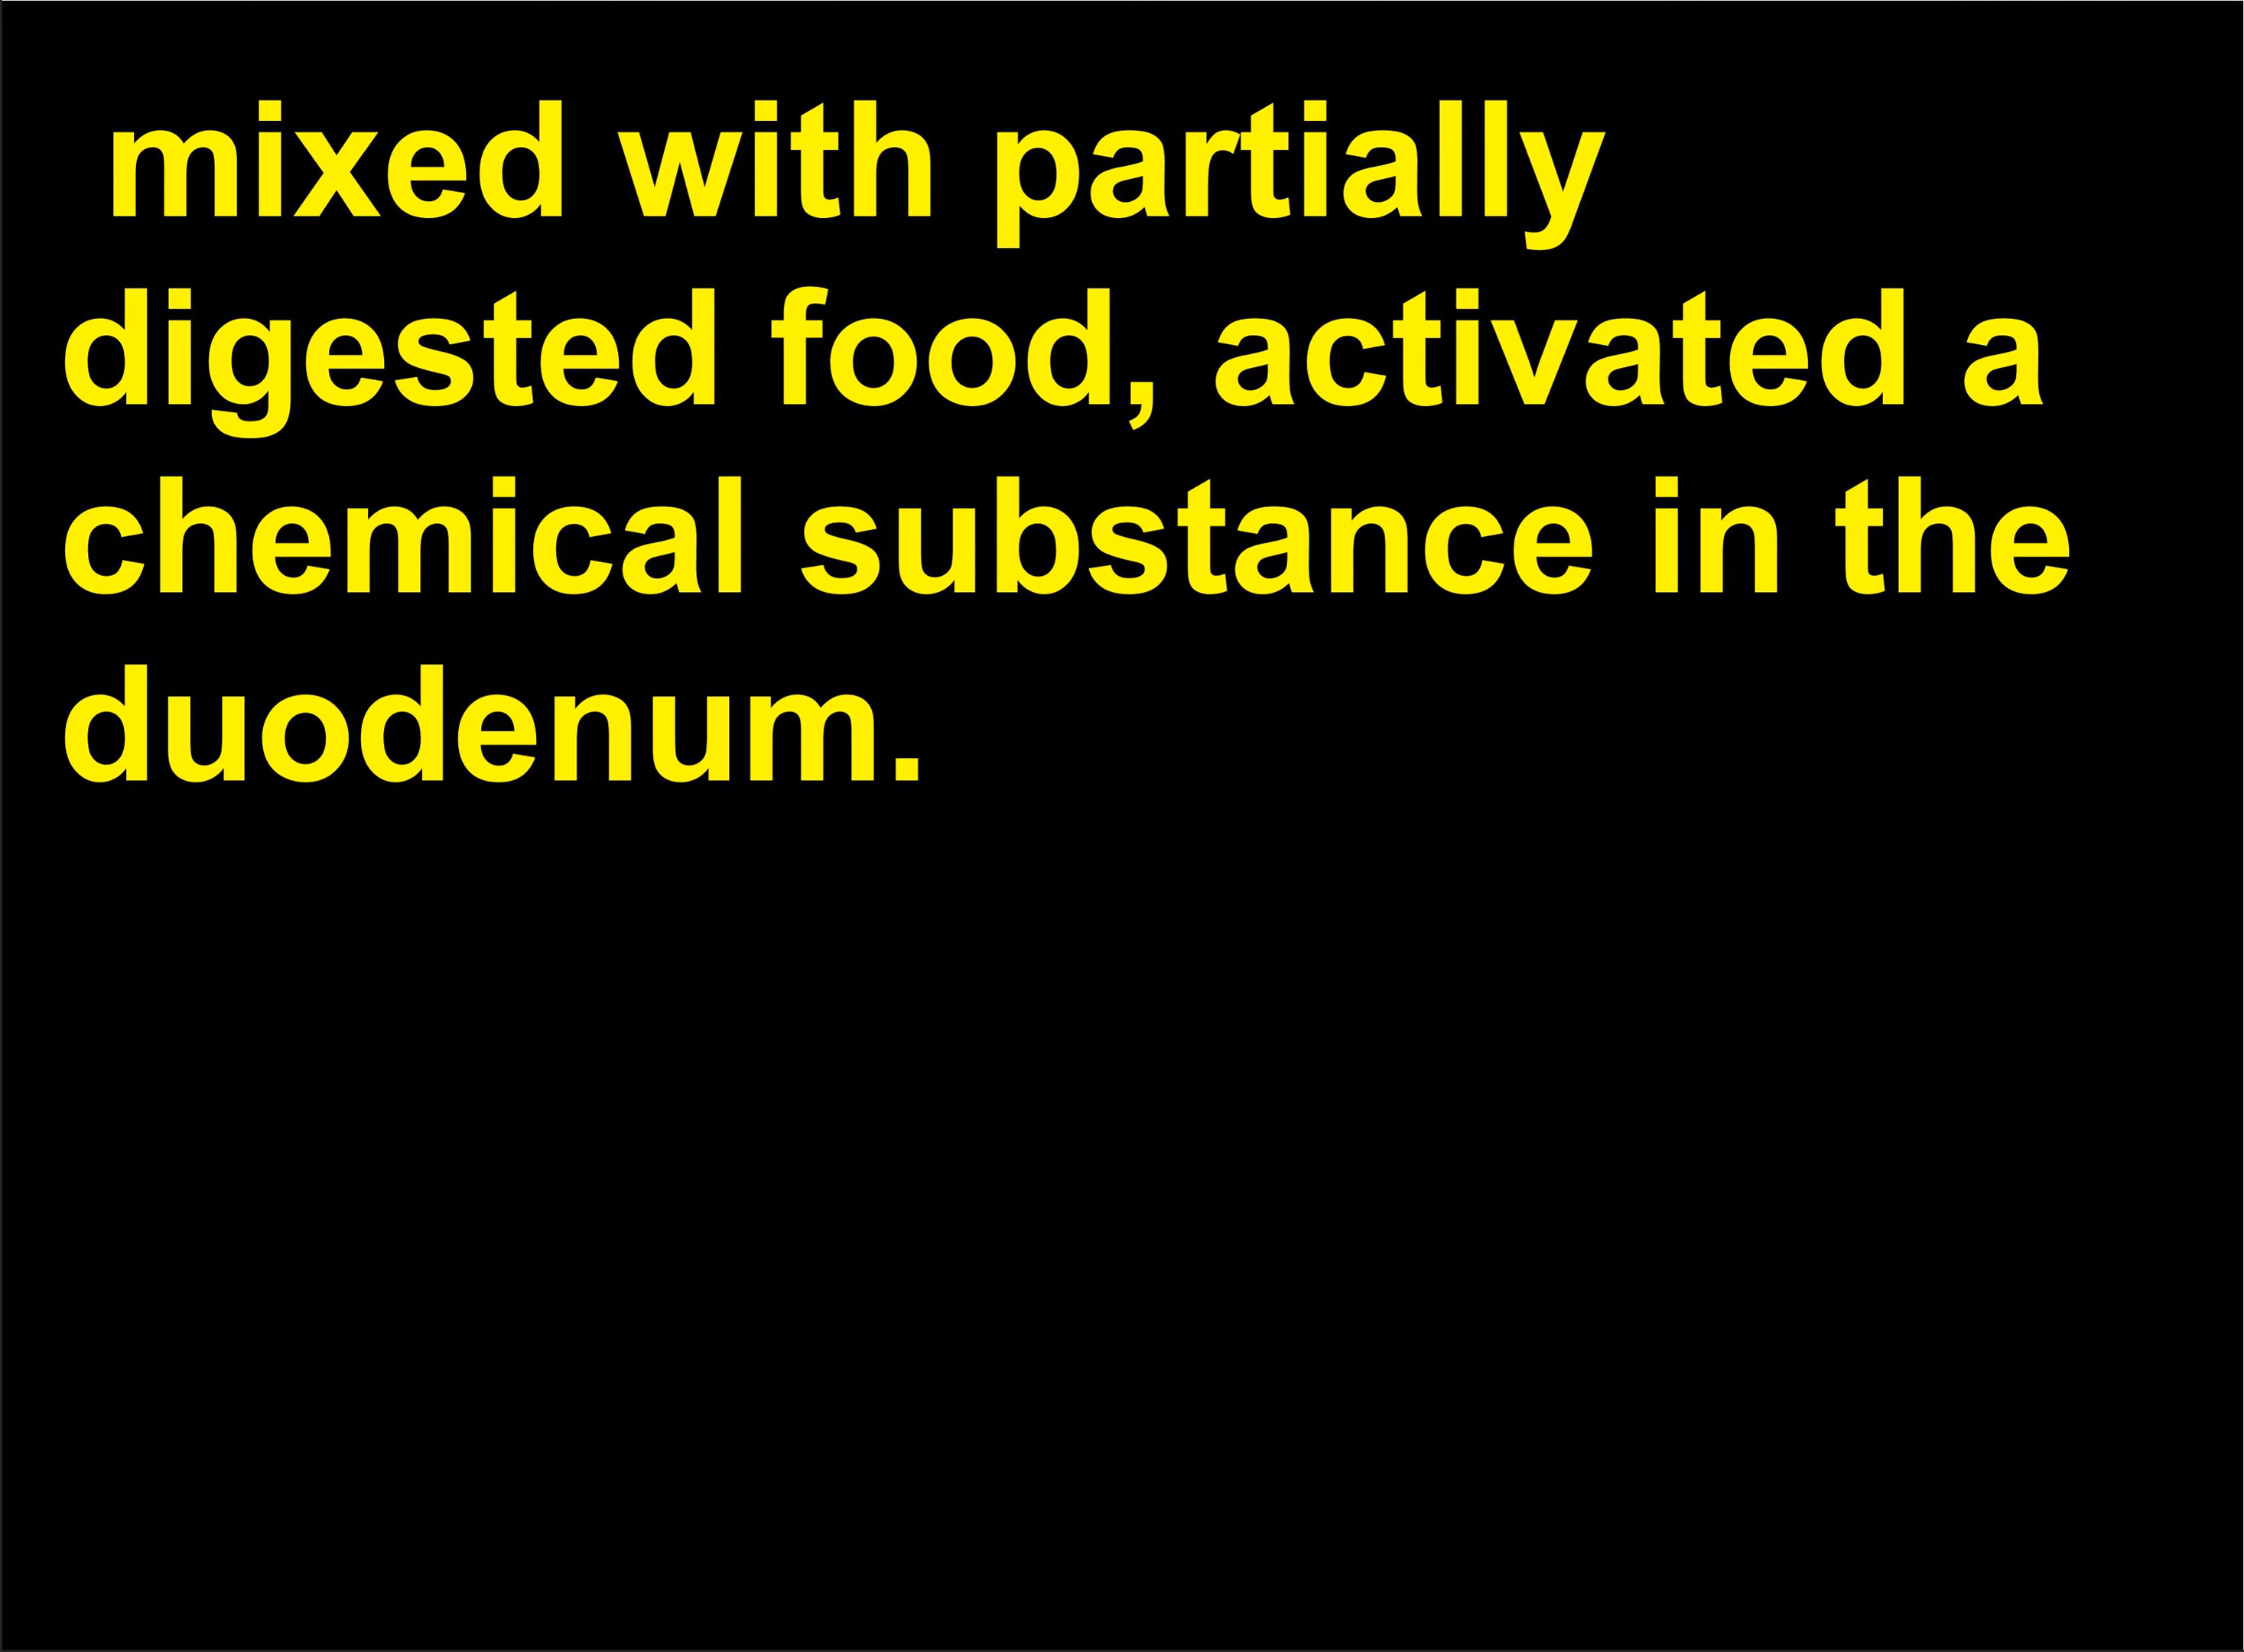 mixed with partially
digested food, activated a
chemical substance in the
duodenum.